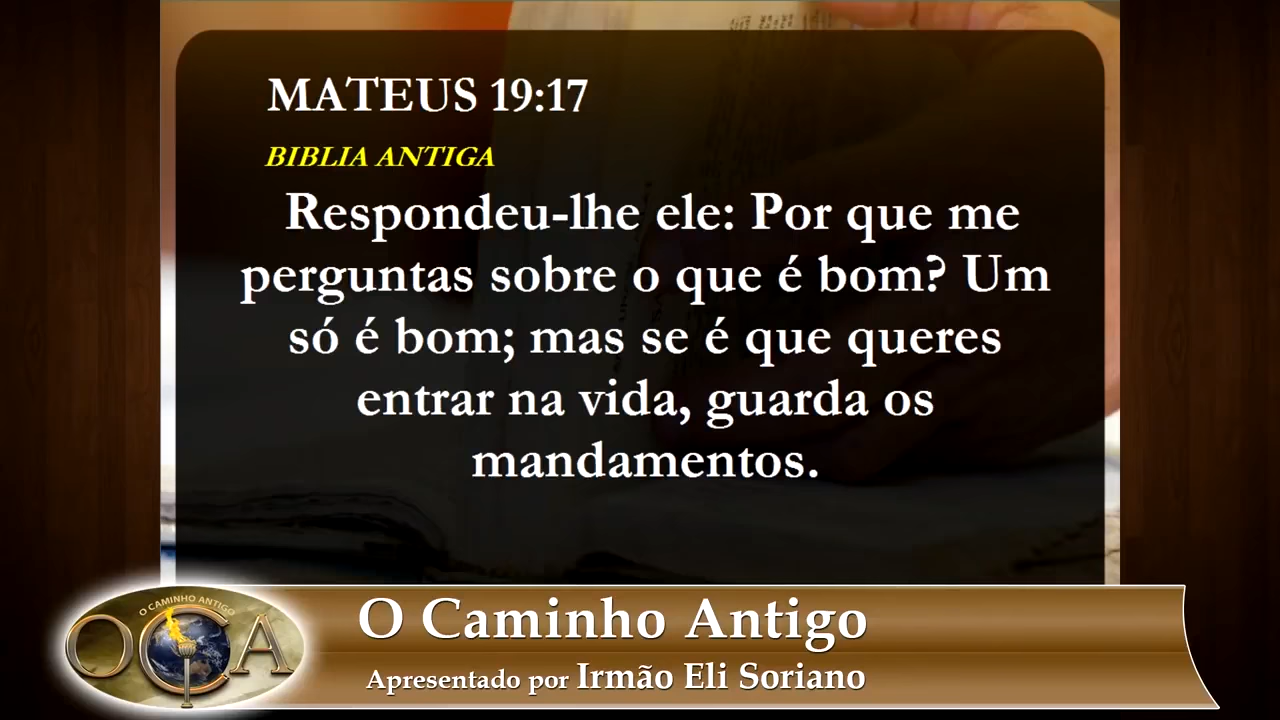 MATEUS 19:17
BIBLIA ANTIGA
Respondeu-lhe ele: Por que me
perguntas sobre o que é bom? Um
só é bom; mas se é que queres
entrar na vida, guarda os
mandamentos.
O CAMINHO ANTIGO
OCA
O Caminho Antigo
Apresentado por Irmão Eli Soriano